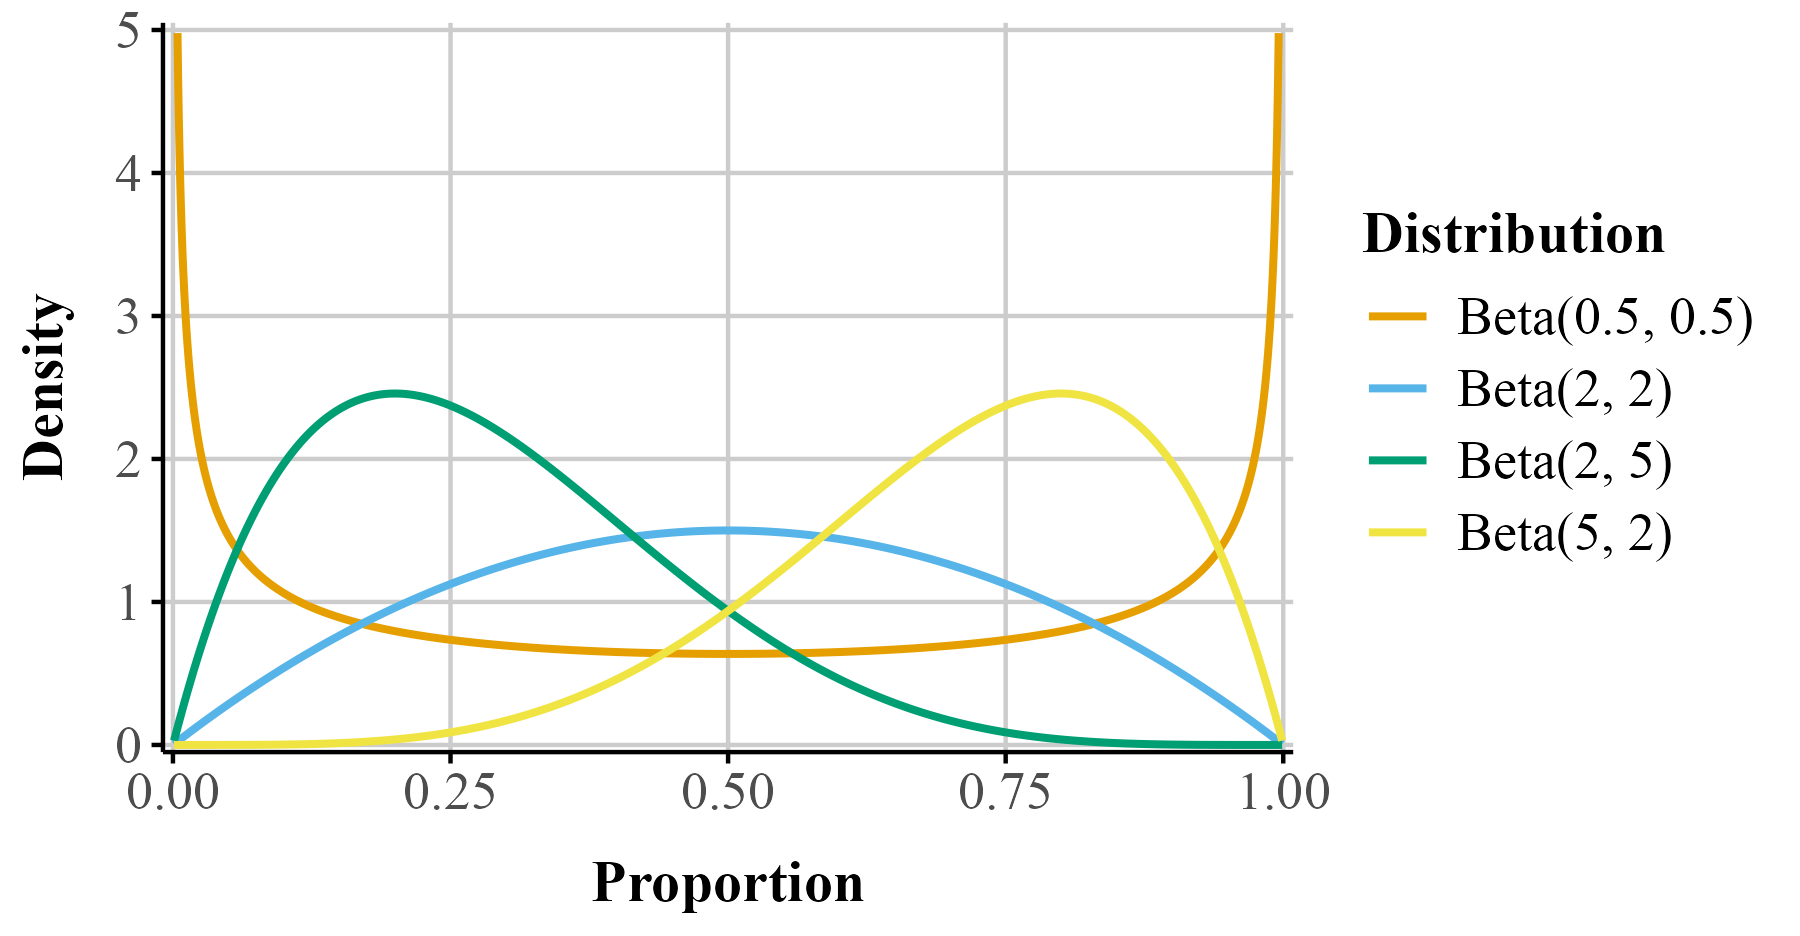 5
4
3
2
1
0
Density
0.00 0.25 0.50 0.75 1.00
Proportion
Distribution
Beta(0.5, 0.5)
Beta(2, 2)
Beta(2, 5)
Beta(5, 2)